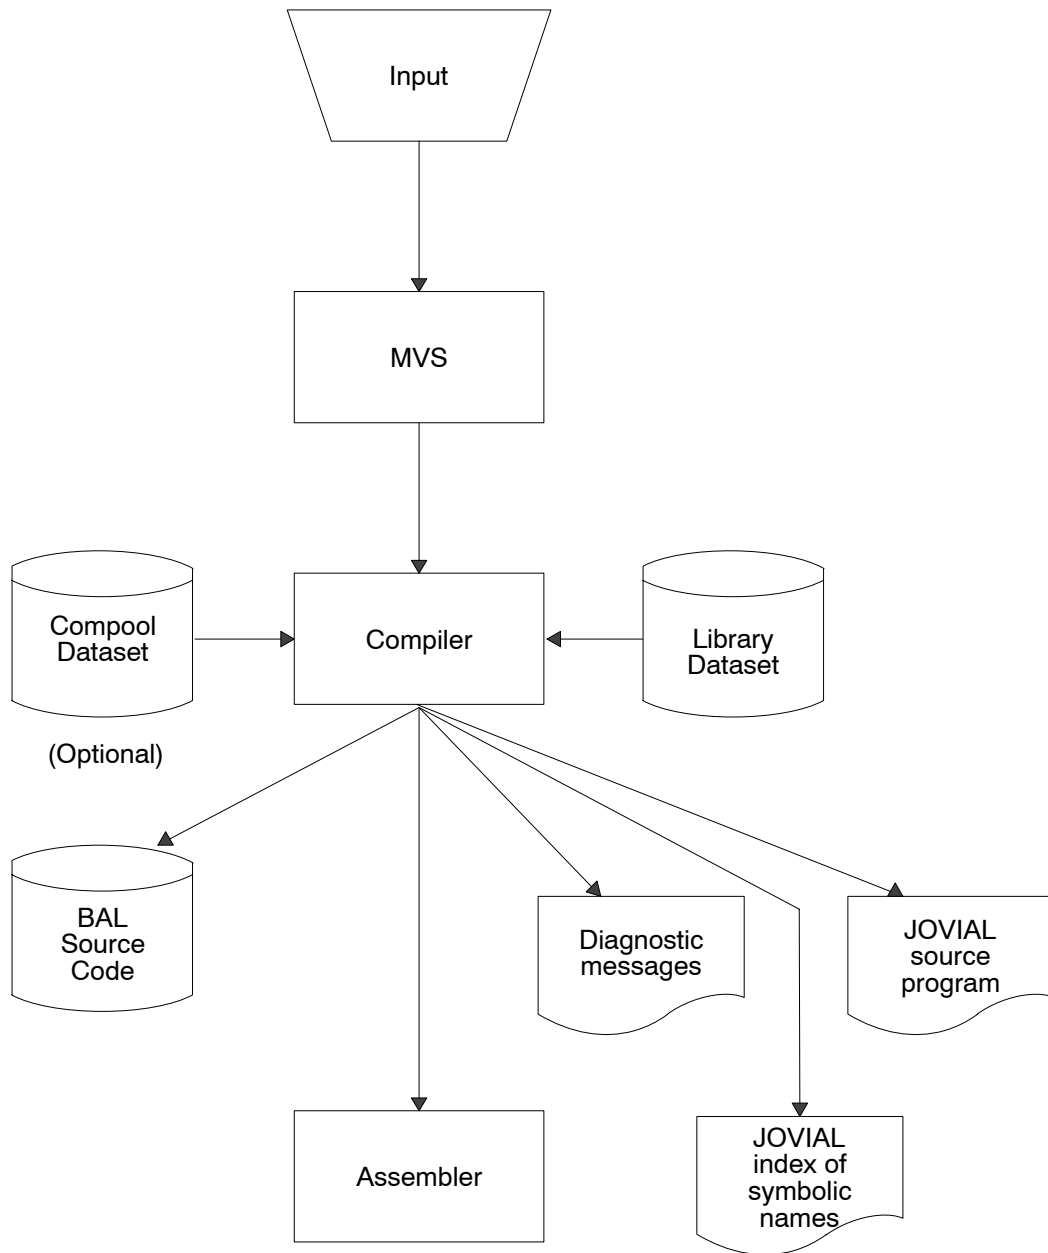 Input
MVS
Compool
Dataset
Compiler
Library
Dataset
(Optional)
BAL
Source
Code
Diagnostic
messages
JOVIAL
source
program
Assembler
JOVIAL
index of
symbolic
names